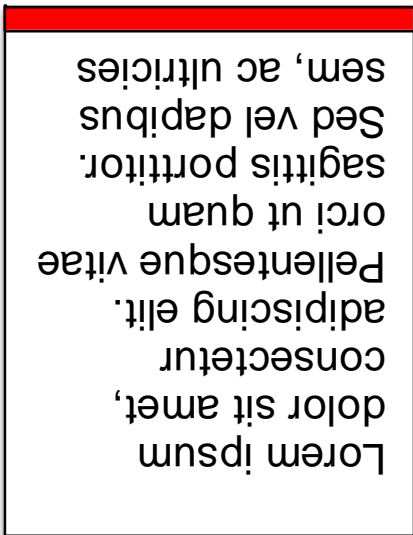 Lorem ipsum
dolor sit amet,
consectetur
adipiscing elit.
Pellentesque vitae
orci ut quam
sagittis porttitor.
Sed vel dapibus
sem, ac ultricies